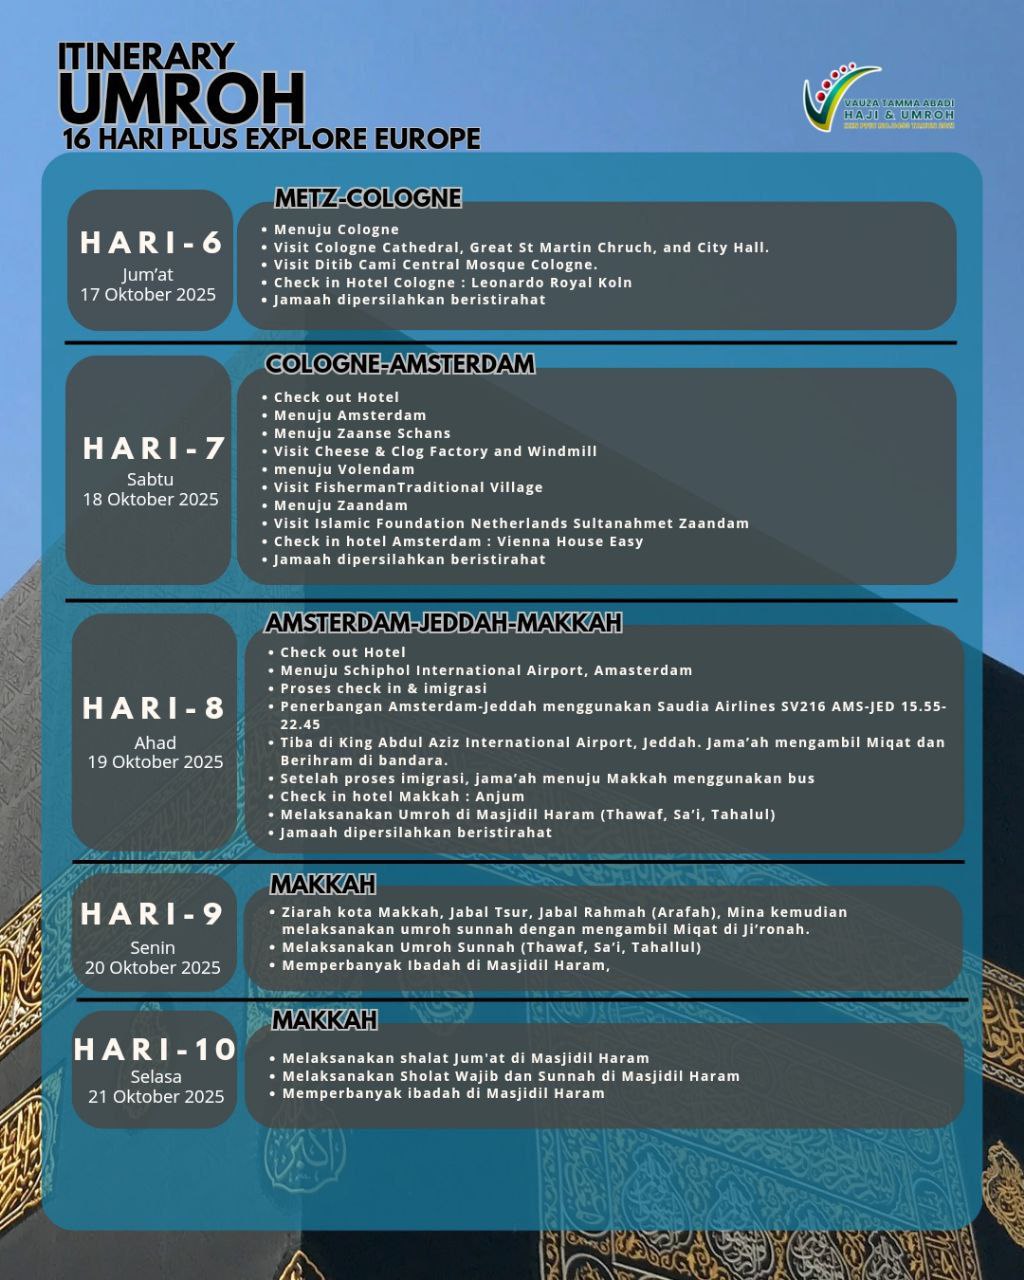 ITINERARY
UMROH
16 HARI PLUS EXPLORE EUROPE
VAUZA TAMMA ABADI
HAJI & UMROH
METZ-COLOGNE
HARI-6
Jum'at
17 Oktober 2025
• Menuju Cologne
• Visit Cologne Cathedral, Great St Martin Chruch, and City Hall.
• Visit Ditib Cami Central Mosque Cologne.
• Check in Hotel Cologne : Leonardo Royal Koln
• Jamaah dipersilahkan beristirahat
COLOGNE-AMSTERDAM
HARI-7
Sabtu
18 Oktober 2025
• Check out Hotel
• Menuju Amsterdam
• Menuju Zaanse Schans
• Visit Cheese & Clog Factory and Windmill
• menuju Volendam
• Visit FishermanTraditional Village
• Menuju Zaandam
• Visit Islamic Foundation Netherlands Sultanahmet Zaandam
• Check in hotel Amsterdam : Vienna House Easy
• Jamaah dipersilahkan beristirahat
AMSTERDAM-JEDDAH-MAKKAH
HARI-8
Ahad
19 Oktober 2025
• Check out Hotel
• Menuju Schiphol International Airport, Amasterdam
• Proses check in & imigrasi
• Penerbangan Amsterdam-Jeddah menggunakan Saudia Airlines SV216 AMS-JED 15.55-
22.45
• Tiba di King Abdul Aziz International Airport, Jeddah. Jama'ah mengambil Miqat dan
Berihram di bandara.
• Setelah proses imigrasi, jama'ah menuju Makkah menggunakan bus
• Check in hotel Makkah : Anjum
• Melaksanakan Umroh di Masjidil Haram (Thawaf, Sa'i, Tahalul)
• Jamaah dipersilahkan beristirahat
MAKKAH
HARI-9
Senin
20 Oktober 2025
• Ziarah kota Makkah, Jabal Tsur, Jabal Rahmah (Arafah), Mina kemudian
melaksanakan umroh sunnah dengan mengambil Miqat di Ji'ronah.
• Melaksanakan Umroh Sunnah (Thawaf, Sa'i, Tahallul)
• Memperbanyak Ibadah di Masjidil Haram,
MAKKAH
HARI-10
Selasa
21 Oktober 2025
• Melaksanakan shalat Jum'at di Masjidil Haram
• Melaksanakan Sholat Wajib dan Sunnah di Masjidil Haram
• Memperbanyak ibadah di Masjidil Haram